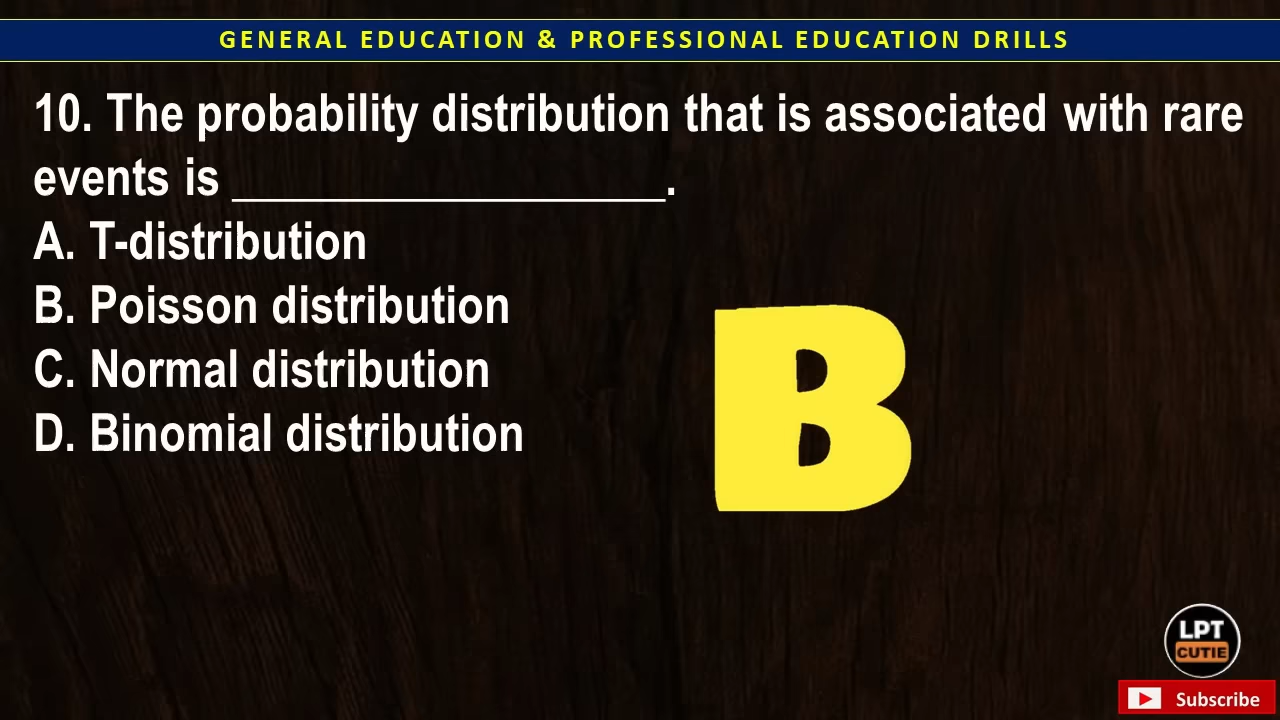 GENERAL EDUCATION & PROFESSIONAL EDUCATION DRILLS
10. The probability distribution that is associated with rare
events is __________________.
A. T-distribution
B. Poisson distribution
C. Normal distribution
D. Binomial distribution
B
LPT
CUTIE
Subscribe